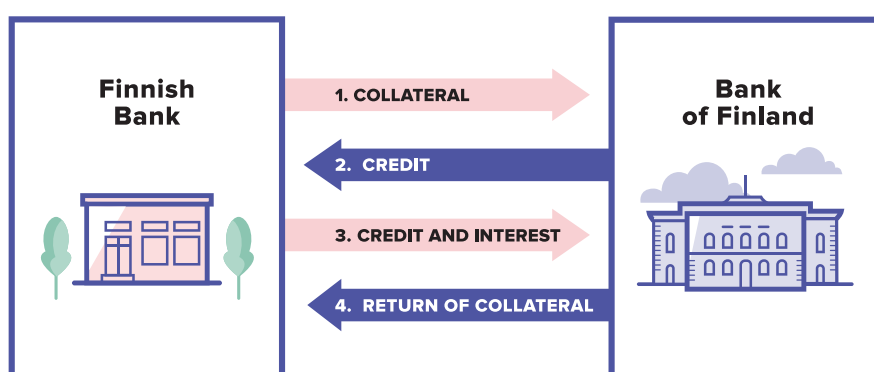 Finnish
Bank
1. COLLATERAL
Bank
of Finland
2. CREDIT
3. CREDIT AND INTEREST
4. RETURN OF COLLATERAL